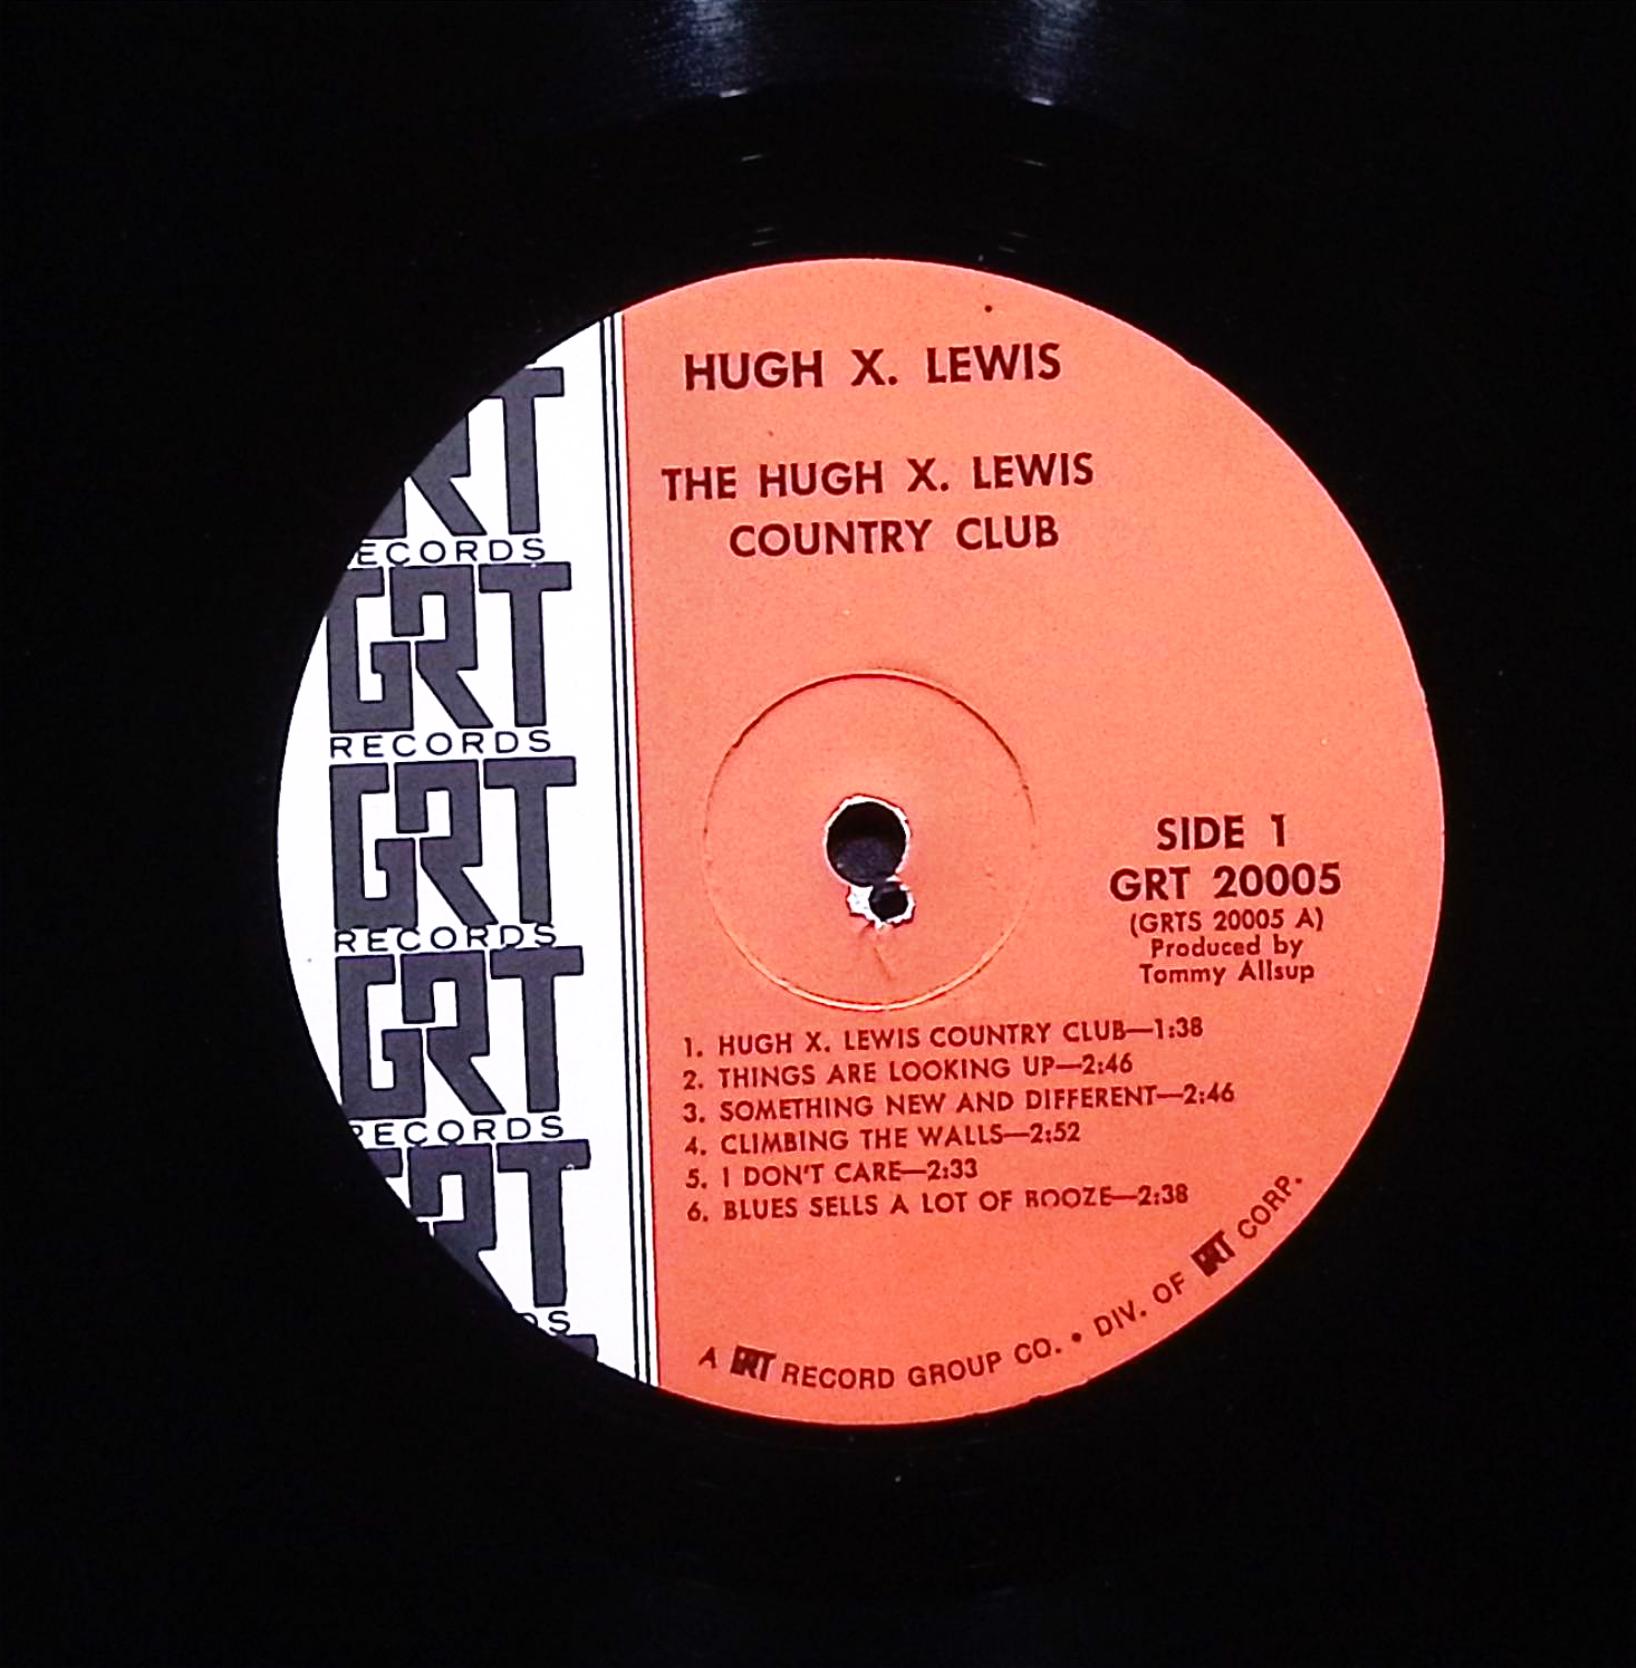 HUGH X. LEWIS
THE HUGH X. LEWIS
COUNTRY CLUB
RT
ECORDS
GRT
RECORDS
GRT
RECORDS
GRT
RECORDS
GRT
DS
SIDE 1
GRT 20005
(GRTS 20005 A)
Produced by
Tommy Allsup
1. HUGH X. LEWIS COUNTRY CLUB—1:38
2. THINGS ARE LOOKING UP—2:46
3. SOMETHING NEW AND DIFFERENT—2:46
4. CLIMBING THE WALLS—2:52
5. I DON'T CARE—2:33
6. BLUES SELLS A LOT OF BOOZE—2:38
A GRT RECORD GROUP CO. • DIV. OF GRT CORP.